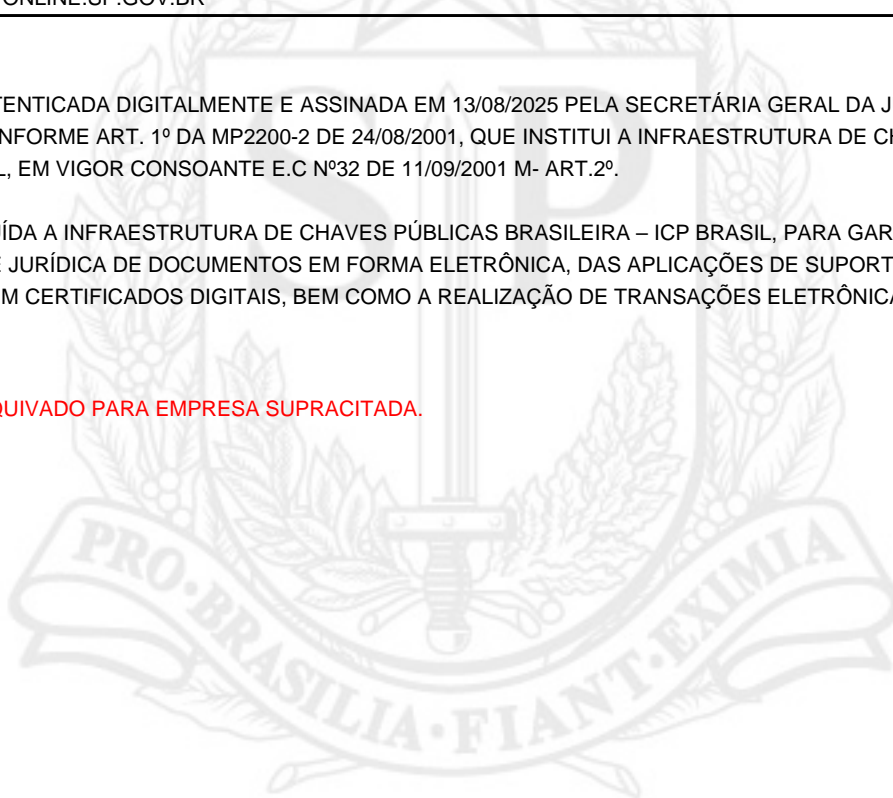 ONLINE.SP.GOV.BR
TENTICADA DIGITALMENTE E ASSINADA EM 13/08/2025 PELA SECRETÁRIA GERAL DA J
NFORME ART. 1º DA MP2200-2 DE 24/08/2001, QUE INSTITUI A INFRAESTRUTURA DE CH
L, EM VIGOR CONSOANTE E.C Nº32 DE 11/09/2001 M- ART.2º.
UÍDA A INFRAESTRUTURA DE CHAVES PÚBLICAS BRASILEIRA – ICP BRASIL, PARA GAR
E JURÍDICA DE DOCUMENTOS EM FORMA ELETRÔNICA, DAS APLICAÇÕES DE SUPORT
M CERTIFICADOS DIGITAIS, BEM COMO A REALIZAÇÃO DE TRANSAÇÕES ELETRÔNICA
QUIVADO PARA EMPRESA SUPRACITADA.
SP
PRO·BRASILIA·FIANT·EXIMIA